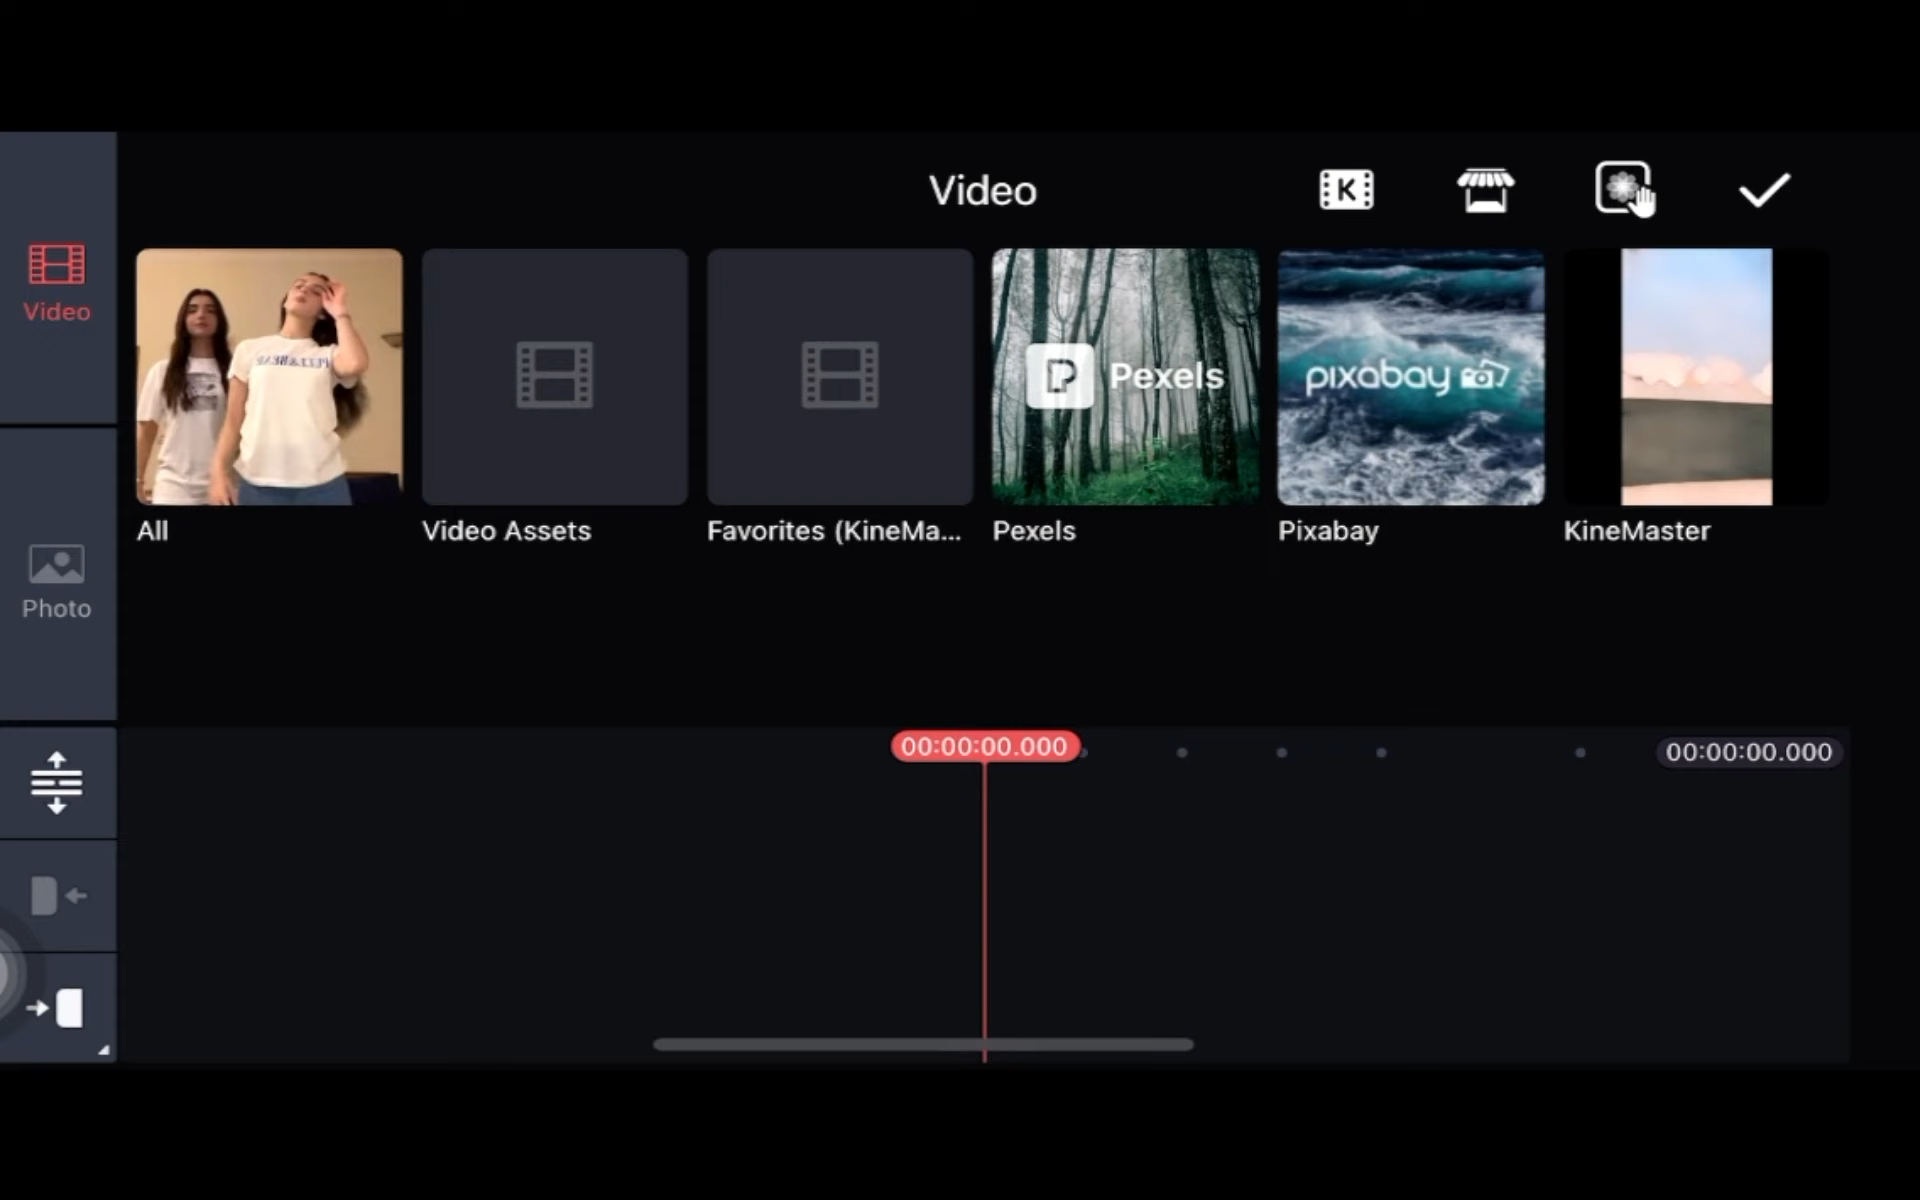 Video
K
Video
Pexels
pixabay
All
Video Assets
Favorites (KineMa...
Pexels
Pixabay
KineMaster
Photo
00:00:00.000
00:00:00.000